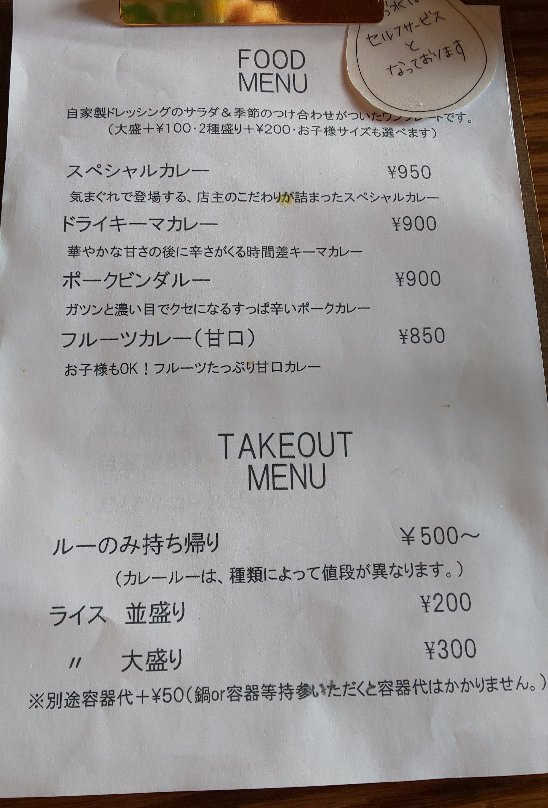 セルフサービス
と
なっております
FOOD
MENU
自家製ドレッシングのサラダ＆季節のつけ合わせがついたワンプレートです。
（大盛＋¥100・2種盛り＋¥200・お子様サイズも選べます）
スペシャルカレー ¥950
気まぐれで登場する、店主のこだわりが詰まったスペシャルカレー
ドライキーマカレー ¥900
華やかな甘さの後に辛さがくる時間差キーマカレー
ポークビンダルー ¥900
ガツンと濃い目でクセになるすっぱ辛いポークカレー
フルーツカレー（甘口） ¥850
お子様もOK！フルーツたっぷり甘口カレー
TAKEOUT
MENU
ルーのみ持ち帰り ¥500～
（カレールーは、種類によって値段が異なります。）
ライス 並盛り ¥200
〃 大盛り ¥300
※別途容器代＋¥50（鍋or容器等持参いただくと容器代はかかりません。）